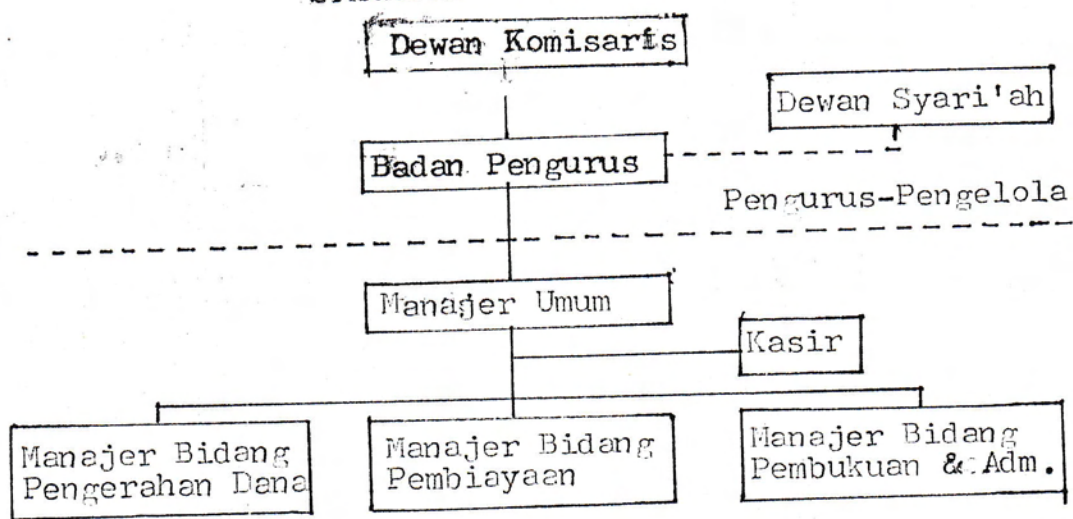 Dewan Komisaris
Dewan Syari'ah
Badan Pengurus
Pengurus-Pengelola
Manajer Umum
Kasir
Manajer Bidang
Pengerahan Dana
Manajer Bidang
Pembiayaan
Manajer Bidang
Pembukuan & Adm.